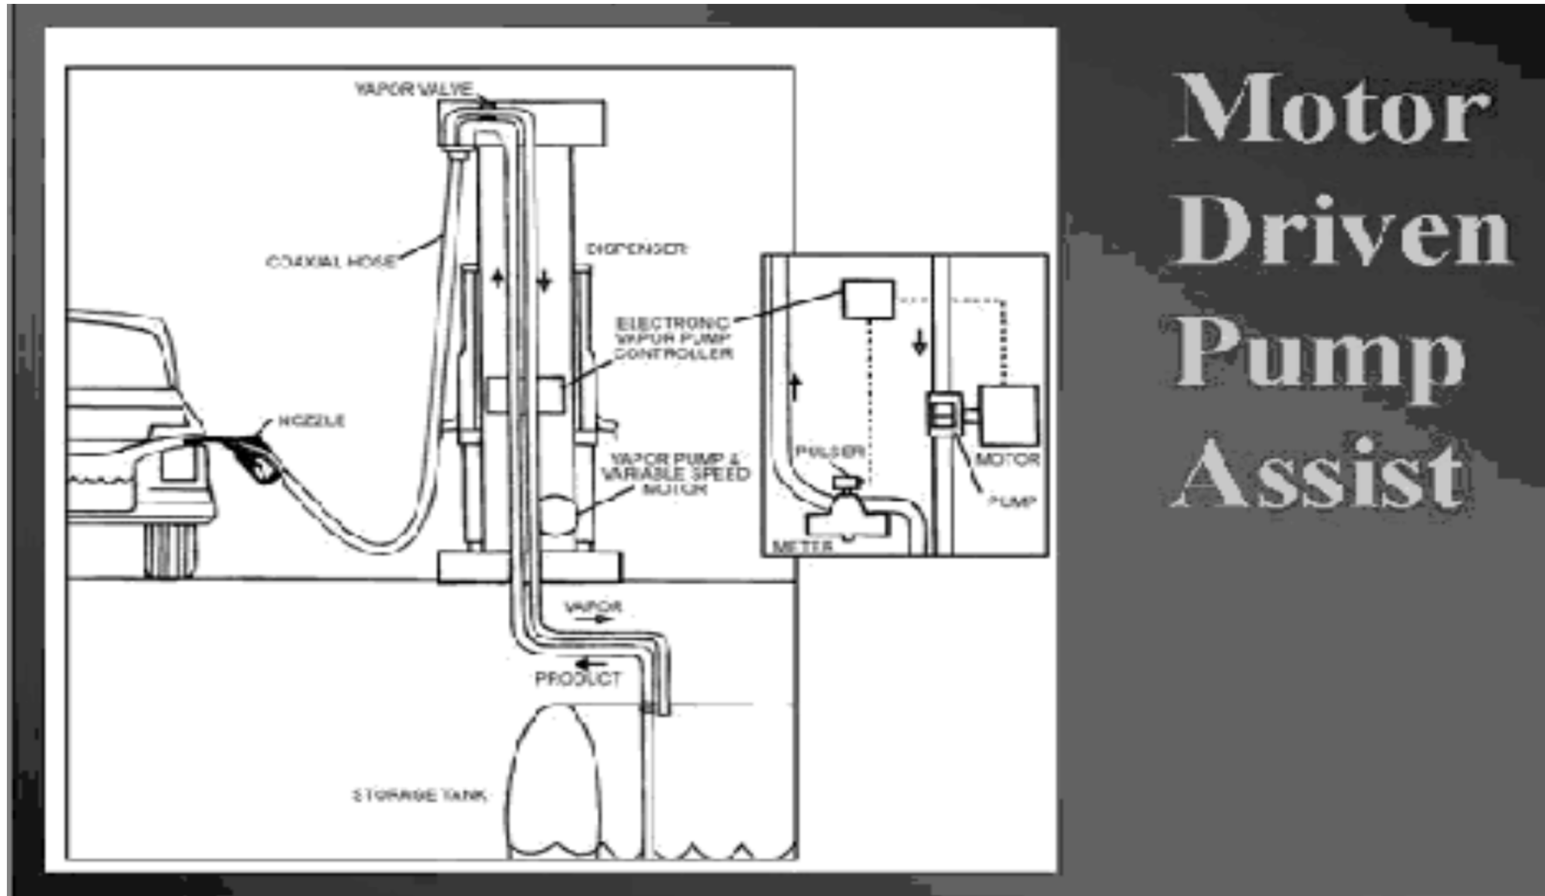 Motor
Driven
Pump
Assist
VAPOR VALVE
COAXIAL HOSE
DISPENSER
ELECTRONIC
VAPOR PUMP
CONTROLLER
NOZZLE
VAPOR PUMP &
VARIABLE SPEED
MOTOR
PULSER
MOTOR
PUMP
METER
VAPOR
PRODUCT
STORAGE TANK